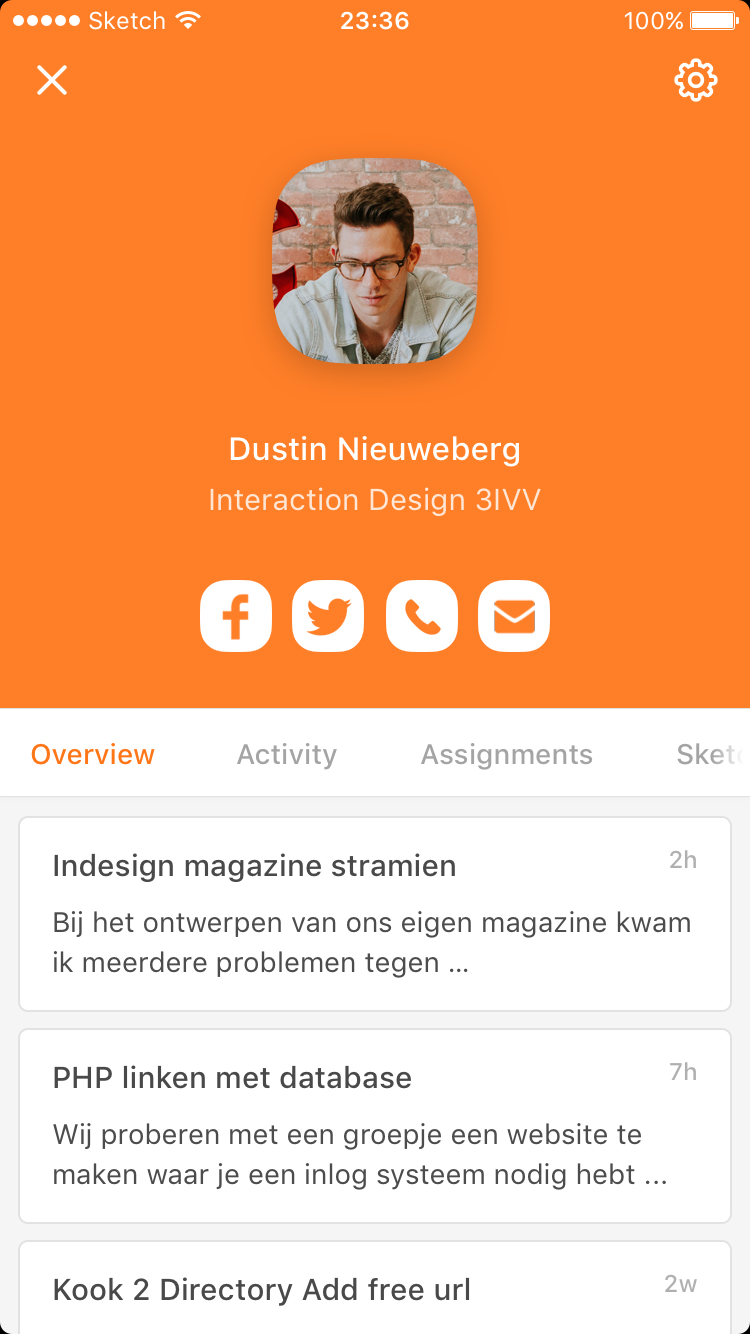 Sketch 23:36 100%
Dustin Nieuweberg
Interaction Design 3IVV
Overview Activity Assignments
Indesign magazine stramien 2h
Bij het ontwerpen van ons eigen magazine kwam
ik meerdere problemen tegen ...
PHP linken met database 7h
Wij proberen met een groepje een website te
maken waar je een inlog systeem nodig hebt ...
Kook 2 Directory Add free url 2w